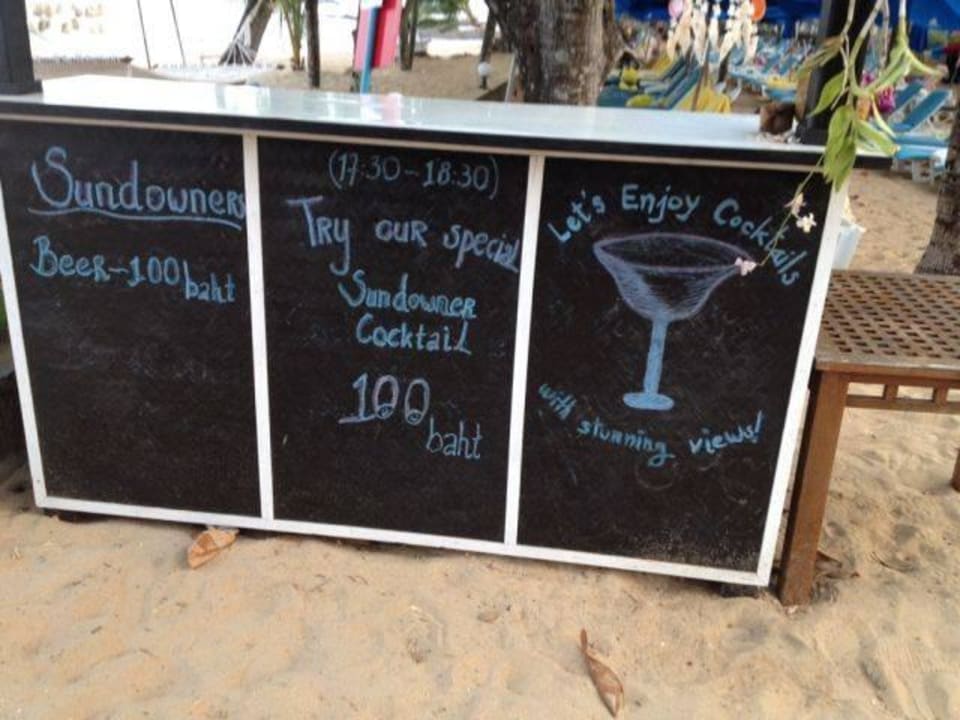 Sundowners
Beer-100 baht
(17:30-18:30)
Try our special
Sundowner
Cocktail
100
baht
Let's Enjoy Cocktails
with stunning views!